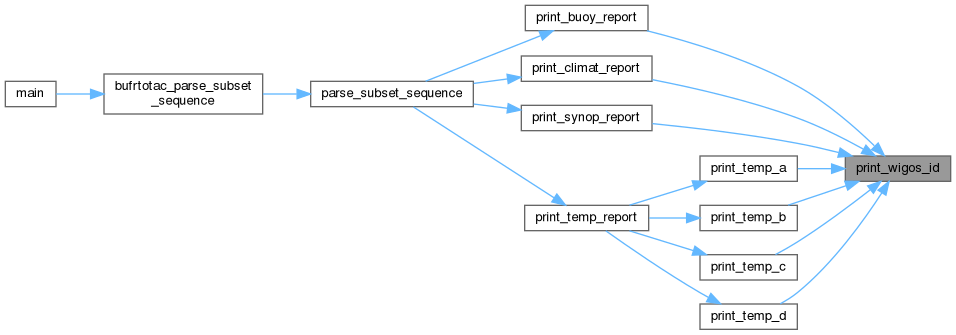 print_buoy_report
print_climat_report
main
bufrtotac_parse_subset
_sequence
parse_subset_sequence
print_synop_report
print_temp_a
print_wigos_id
print_temp_report
print_temp_b
print_temp_c
print_temp_d